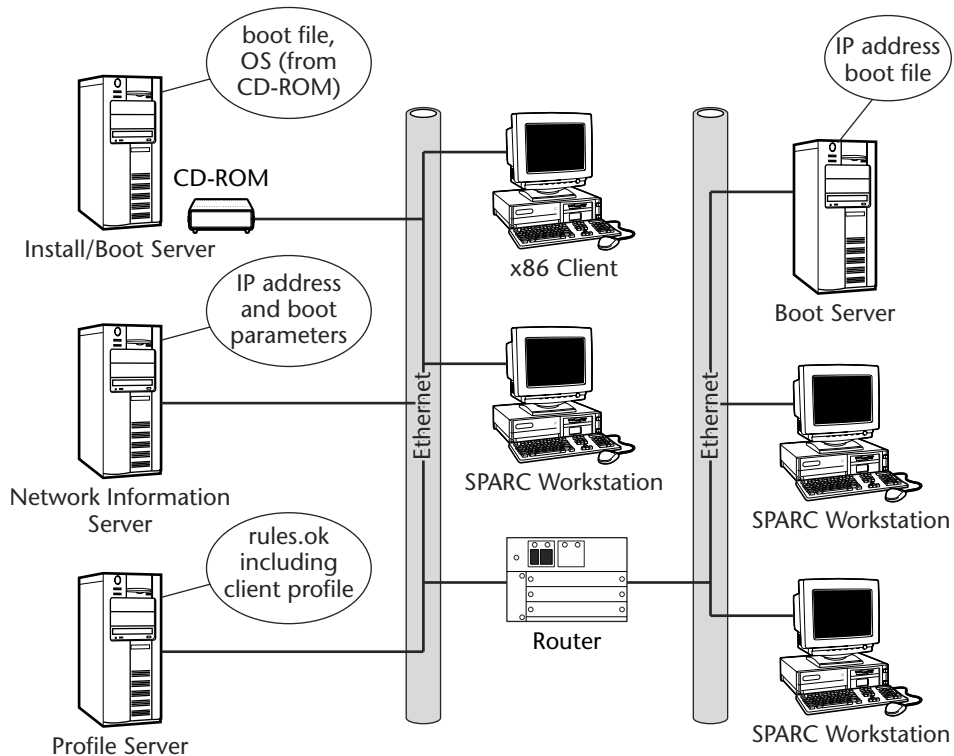 boot file,
OS (from
CD-ROM)
IP address
boot file
CD-ROM
Install/Boot Server
x86 Client
IP address
and boot
parameters
Boot Server
Ethernet
Ethernet
SPARC Workstation
Network Information
Server
SPARC Workstation
rules.ok
including
client profile
Router
Profile Server
SPARC Workstation